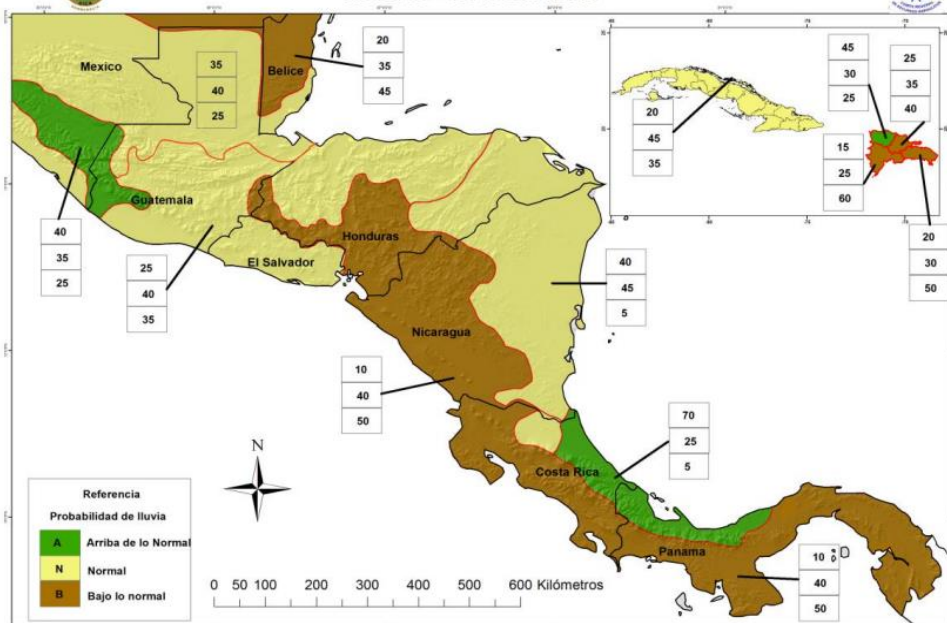 Mexico
35
40
25
Belice
20
35
45
20
45
35
45
30
25
25
35
40
15
25
60
20
30
50
Guatemala
40
35
25
25
40
35
El Salvador
Honduras
40
45
5
Nicaragua
10
40
50
70
25
5
Costa Rica
Panama
10
40
50
N
Referencia
Probabilidad de lluvia
A Arriba de lo Normal
N Normal
B Bajo lo normal
0 50 100 200 300 400 500 600 Kilómetros